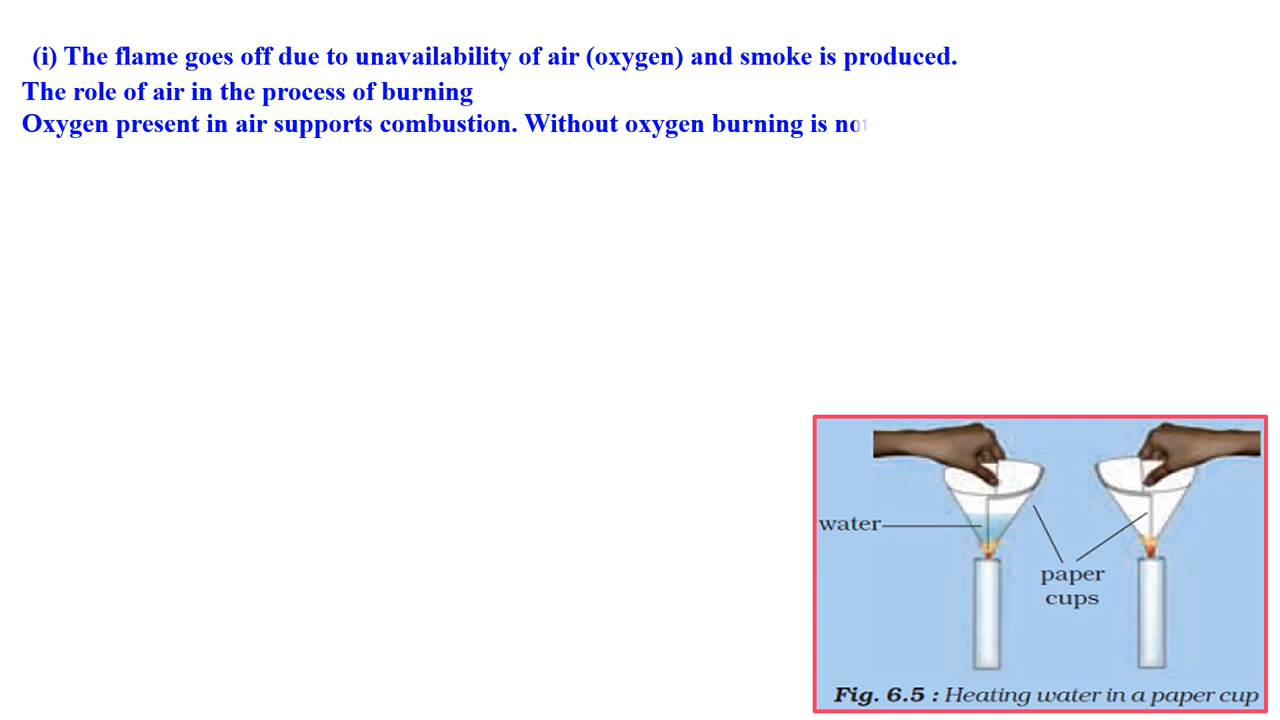 (i) The flame goes off due to unavailability of air (oxygen) and smoke is produced.
The role of air in the process of burning
Oxygen present in air supports combustion. Without oxygen burning is not
water
paper
cups
Fig. 6.5 : Heating water in a paper cup